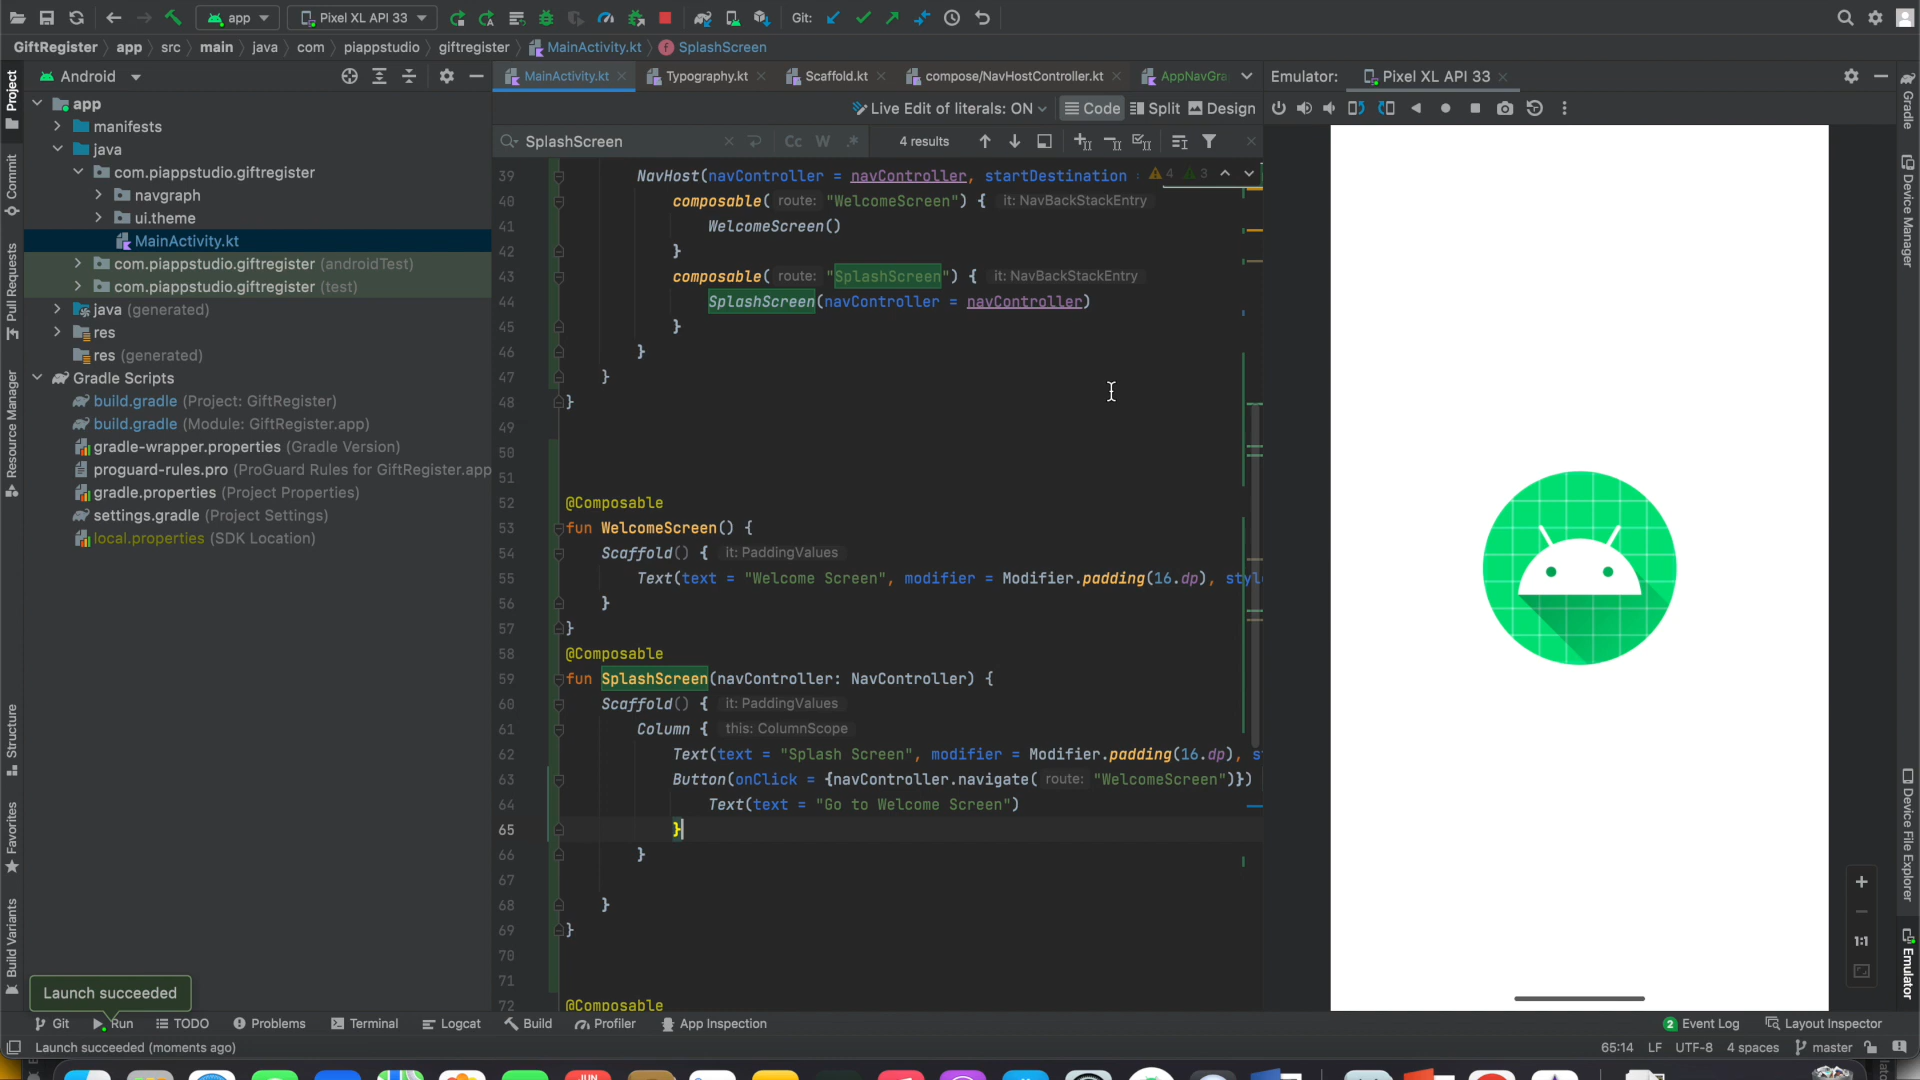 app
Pixel XL API 33
Git:
GiftRegister
app
src
main
java
com
piappstudio
giftregister
MainActivity.kt
SplashScreen
Android
MainActivity.kt
Typography.kt
Scaffold.kt
compose/NavHostController.kt
AppNavGra
Emulator:
Pixel XL API 33
Live Edit of literals: ON
Code
Split
Design
SplashScreen
Cc
W
.*
4 results
Project
Commit
Pull Requests
Resource Manager
Structure
Favorites
Build Variants
app
manifests
java
com.piappstudio.giftregister
navgraph
ui.theme
MainActivity.kt
com.piappstudio.giftregister (androidTest)
com.piappstudio.giftregister (test)
java (generated)
res
res (generated)
Gradle Scripts
build.gradle (Project: GiftRegister)
build.gradle (Module: GiftRegister.app)
gradle-wrapper.properties (Gradle Version)
proguard-rules.pro (ProGuard Rules for GiftRegister.app
gradle.properties (Project Properties)
settings.gradle (Project Settings)
local.properties (SDK Location)
4 3
39 NavHost(navController = navController, startDestination
40 composable( route: "WelcomeScreen") { it: NavBackStackEntry
41 WelcomeScreen()
42 }
43 composable( route: "SplashScreen") { it: NavBackStackEntry
44 SplashScreen(navController = navController)
45 }
46 }
47 }
48 }
49
50
51
52 @Composable
53 fun WelcomeScreen() {
54 Scaffold() { it: PaddingValues
55 Text(text = "Welcome Screen", modifier = Modifier.padding(16.dp), styl
56 }
57 }
58 @Composable
59 fun SplashScreen(navController: NavController) {
60 Scaffold() { it: PaddingValues
61 Column { this: ColumnScope
62 Text(text = "Splash Screen", modifier = Modifier.padding(16.dp), s
63 Button(onClick = {navController.navigate( route: "WelcomeScreen")})
64 Text(text = "Go to Welcome Screen")
65 }
66 }
67
68 }
69 }
70
71
72 @Composable
Gradle
Device Manager
Device File Explorer
Emulator
1:1
Launch succeeded
Git
Run
TODO
Problems
Terminal
Logcat
Build
Profiler
App Inspection
2 Event Log
Layout Inspector
Launch succeeded (moments ago)
65:14
LF
UTF-8
4 spaces
master
JUN